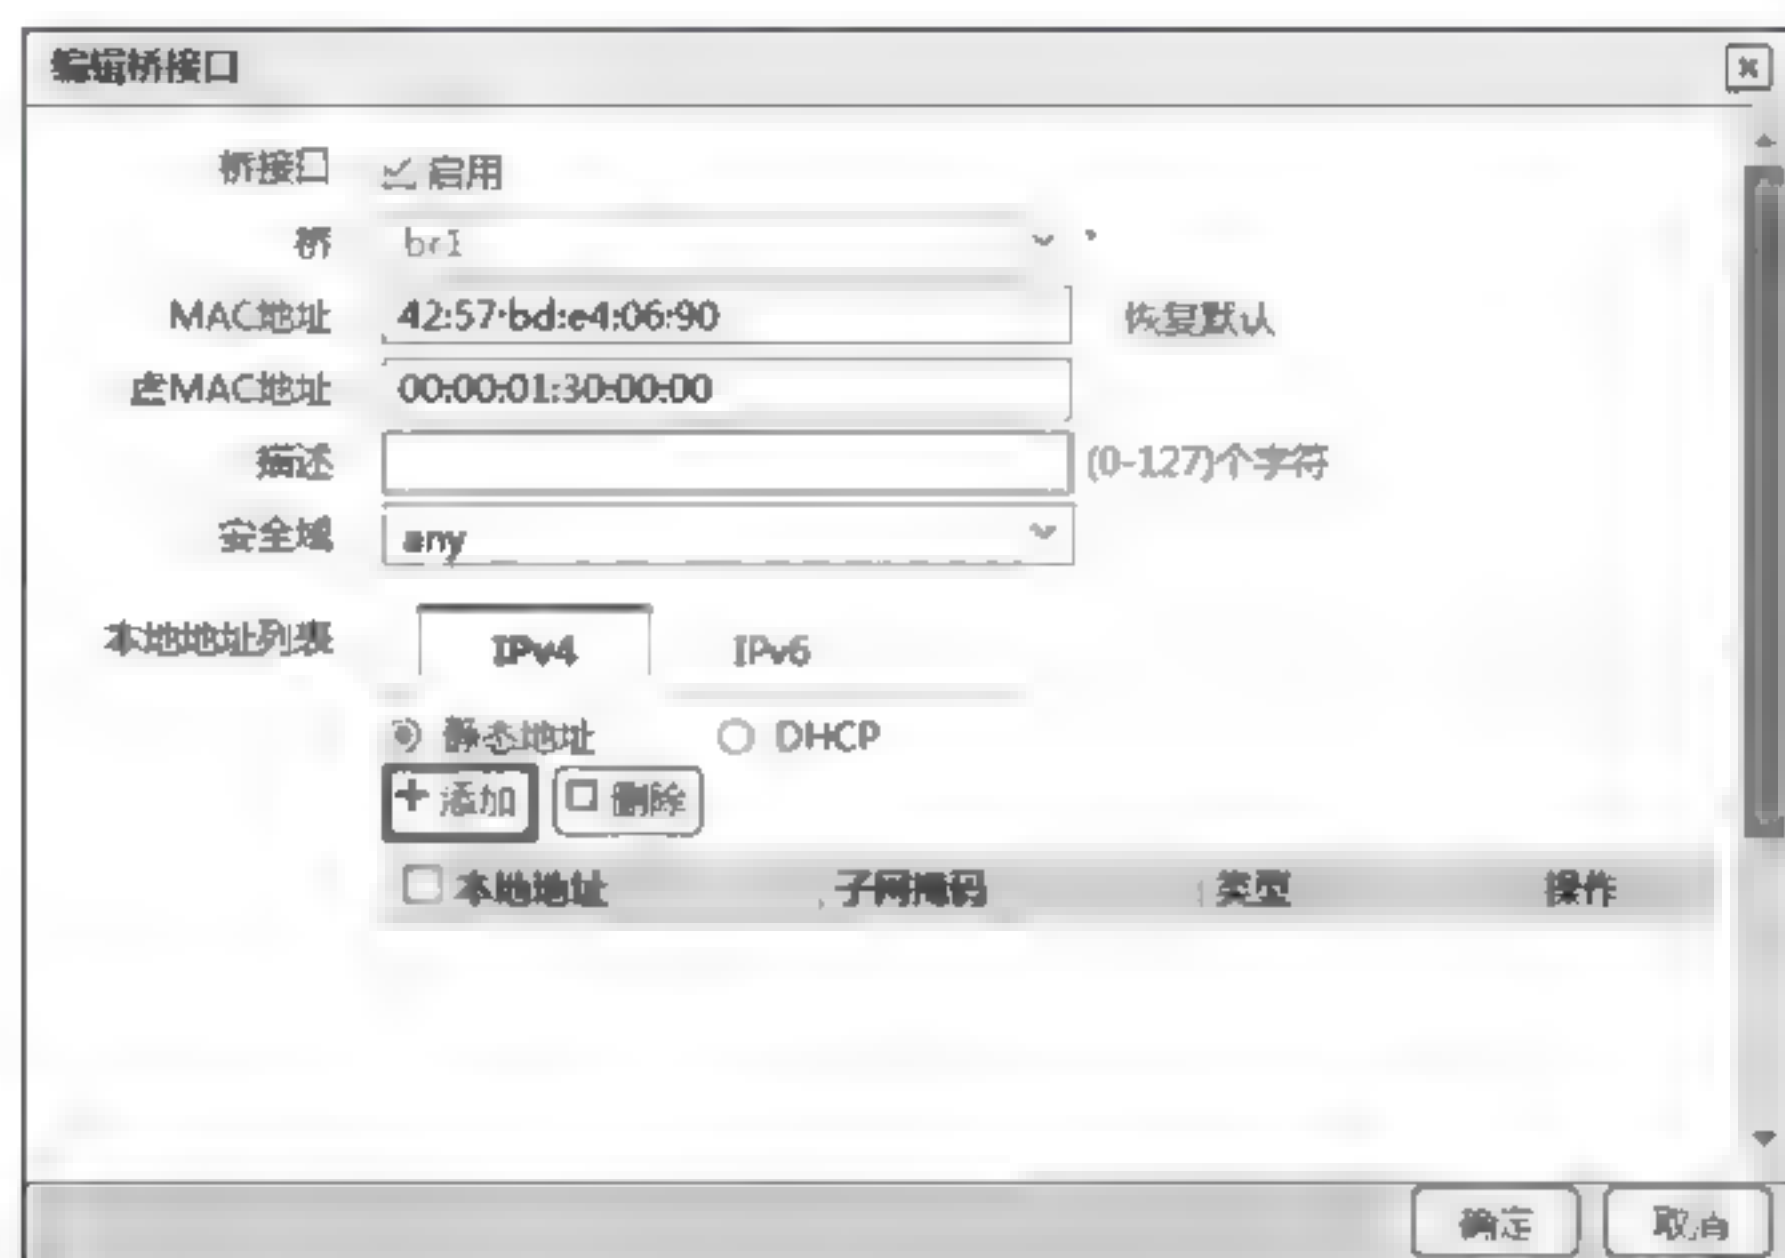 编辑桥接口
桥接口 启用
桥 br1 *
MAC地址 42:57:bd:e4:06:90 恢复默认
虚MAC地址 00:00:01:30:00:00
描述 (0-127)个字符
安全域 any
本地地址列表 IPv4 IPv6
静态地址 DHCP
添加 删除
本地地址 子网掩码 类型 操作
确定 取消